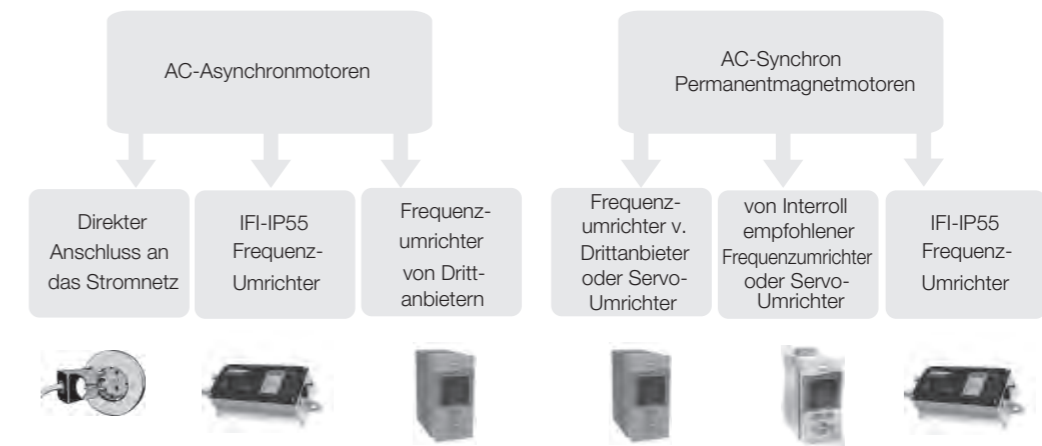 AC-Asynchronmotoren
AC-Synchron
Permanentmagnetmotoren
Direkter
Anschluss an
das Stromnetz
IFI-IP55
Frequenz-
Umrichter
Frequenz-
umrichter
von Dritt-
anbietern
Frequenz-
umrichter v.
Drittanbieter
oder Servo-
Umrichter
von Interroll
empfohlener
Frequenzumrichter
oder Servo-
Umrichter
IFI-IP55
Frequenz-
Umrichter